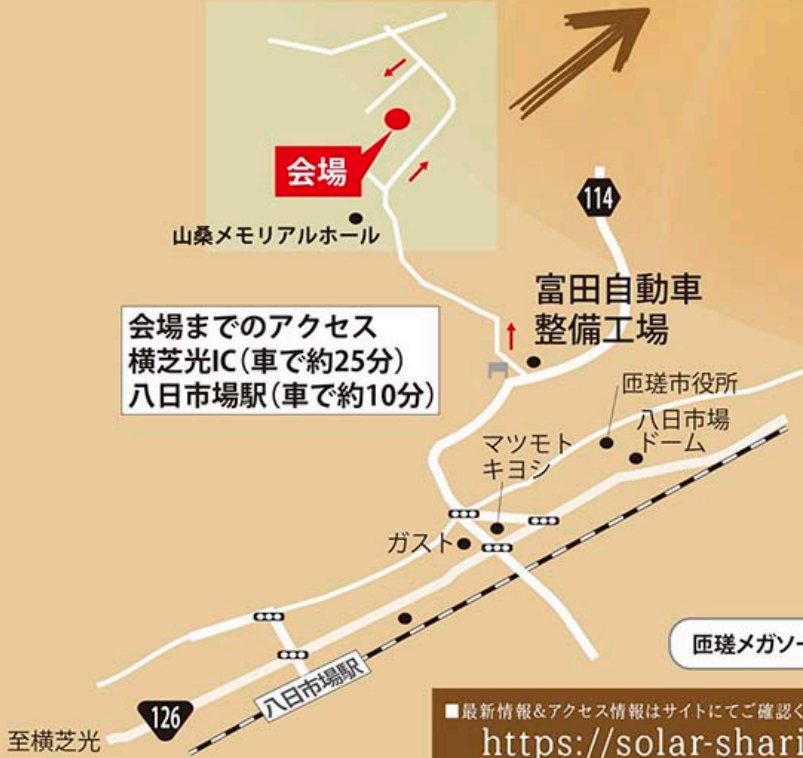 会場
山桑メモリアルホール
114
富田自動車
整備工場
会場までのアクセス
横芝光IC(車で約25分)
八日市場駅(車で約10分)
匝瑳市役所
八日市場
ドーム
マツモト
キヨシ
ガスト
八日市場駅
126
至横芝光
匝瑳メガソー
■最新情報&アクセス情報はサイトにてご確認く
https://solar-shari